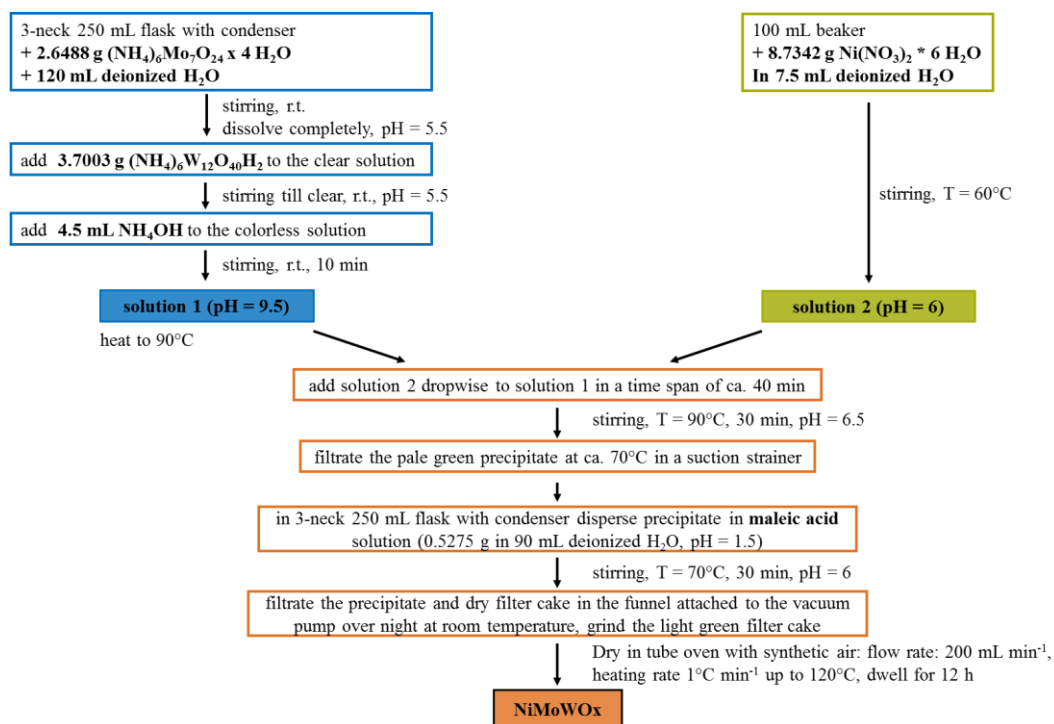 3-neck 250 mL flask with condenser
+ 2.6488 g (NH₄)₆Mo₇O₂₄ x 4 H₂O
+ 120 mL deionized H₂O
stirring, r.t.
dissolve completely, pH = 5.5
add 3.7003 g (NH₄)₆W₁₂O₄₀H₂ to the clear solution
stirring till clear, r.t., pH = 5.5
add 4.5 mL NH₄OH to the colorless solution
stirring, r.t., 10 min
solution 1 (pH = 9.5)
heat to 90°C
100 mL beaker
+ 8.7342 g Ni(NO₃)₂ * 6 H₂O
In 7.5 mL deionized H₂O
stirring, T = 60°C
solution 2 (pH = 6)
add solution 2 dropwise to solution 1 in a time span of ca. 40 min
stirring, T = 90°C, 30 min, pH = 6.5
filtrate the pale green precipitate at ca. 70°C in a suction strainer
in 3-neck 250 mL flask with condenser disperse precipitate in maleic acid
solution (0.5275 g in 90 mL deionized H₂O, pH = 1.5)
stirring, T = 70°C, 30 min, pH = 6
filtrate the precipitate and dry filter cake in the funnel attached to the vacuum
pump over night at room temperature, grind the light green filter cake
Dry in tube oven with synthetic air: flow rate: 200 mL min⁻¹,
heating rate 1°C min⁻¹ up to 120°C, dwell for 12 h
NiMoWOx